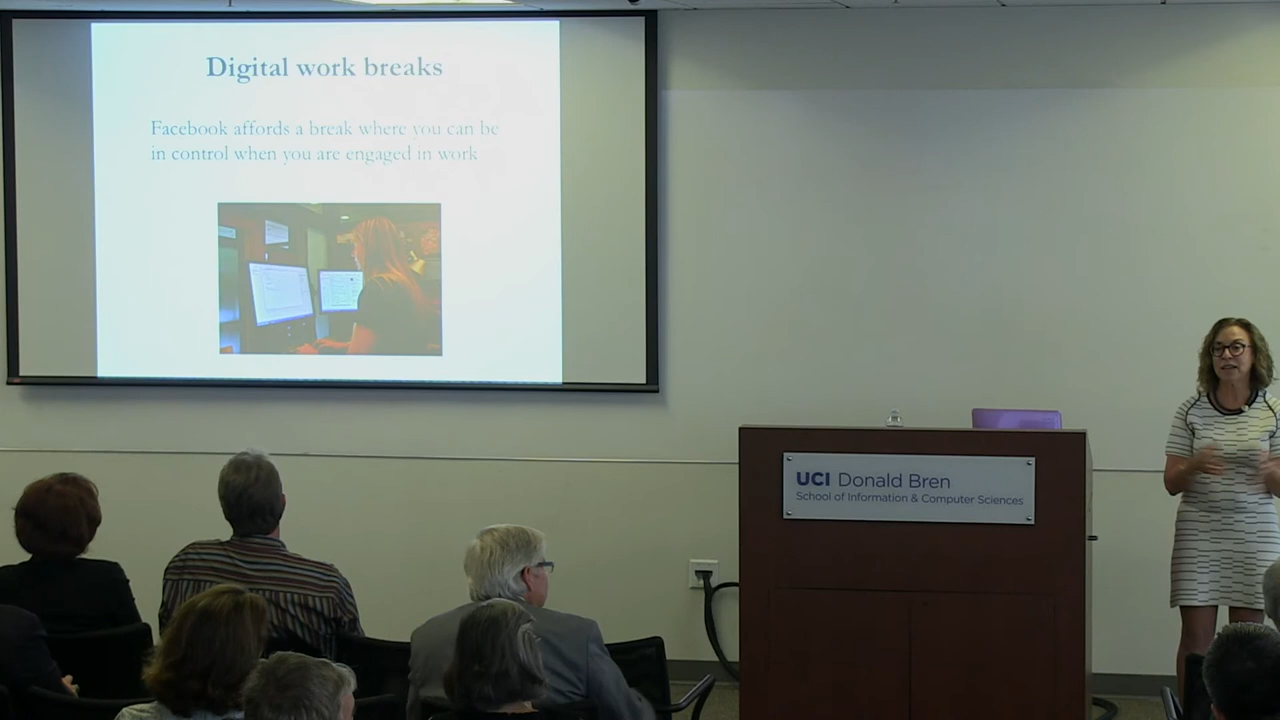 Digital work breaks
Facebook affords a break where you can be
in control when you are engaged in work
UCI Donald Bren
School of Information & Computer Sciences